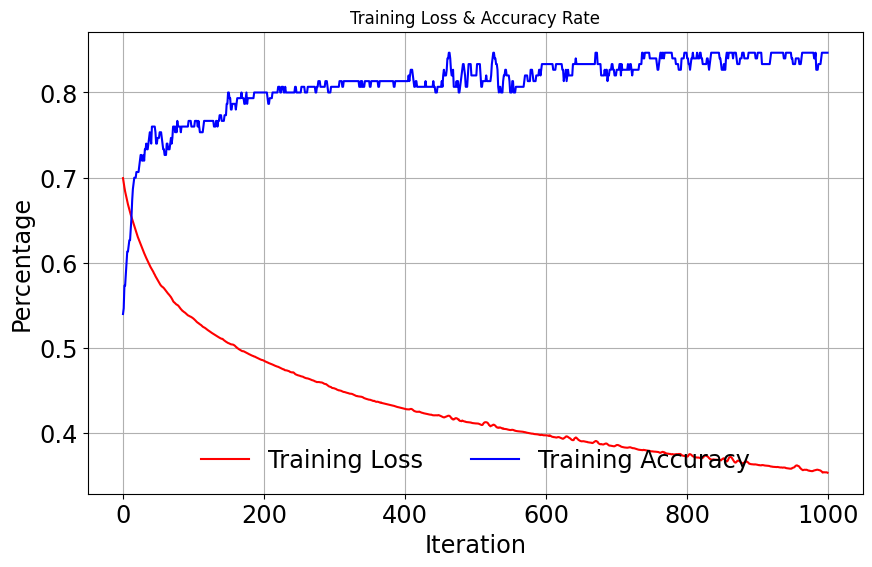 Training Loss & Accuracy Rate
Percentage
0.8
0.7
0.6
0.5
0.4
Training Loss Training Accuracy
0 200 400 600 800 1000
Iteration